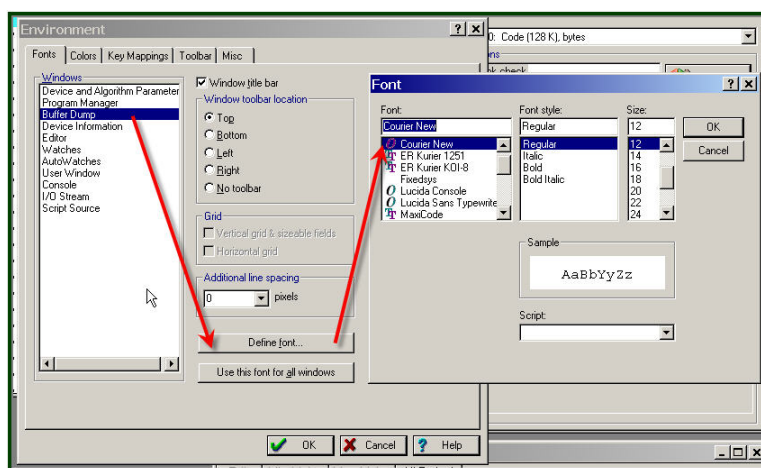 Environment
Fonts Colors Key Mappings Toolbar Misc
Windows
Device and Algorithm Parameter
Program Manager
Buffer Dump
Device Information
Editor
Watches
AutoWatches
User Window
Console
I/O Stream
Script Source
Window title bar
Window toolbar location
Top
Bottom
Left
Right
No toolbar
Grid
Vertical grid & sizeable fields
Horizontal grid
Additional line spacing
0 pixels
Define font...
Use this font for all windows
OK Cancel Help
0: Code (128 K), bytes
Font
Font: Font style: Size:
Courier New Regular 12
Courier New Regular 12
ER Kurier 1251 Italic 14
ER Kurier KOI-8 Bold 16
Fixedsys Bold Italic 18
Lucida Console 20
Lucida Sans Typewrite 22
MaxiCode 24
OK
Cancel
Sample
AaBbYyZz
Script: